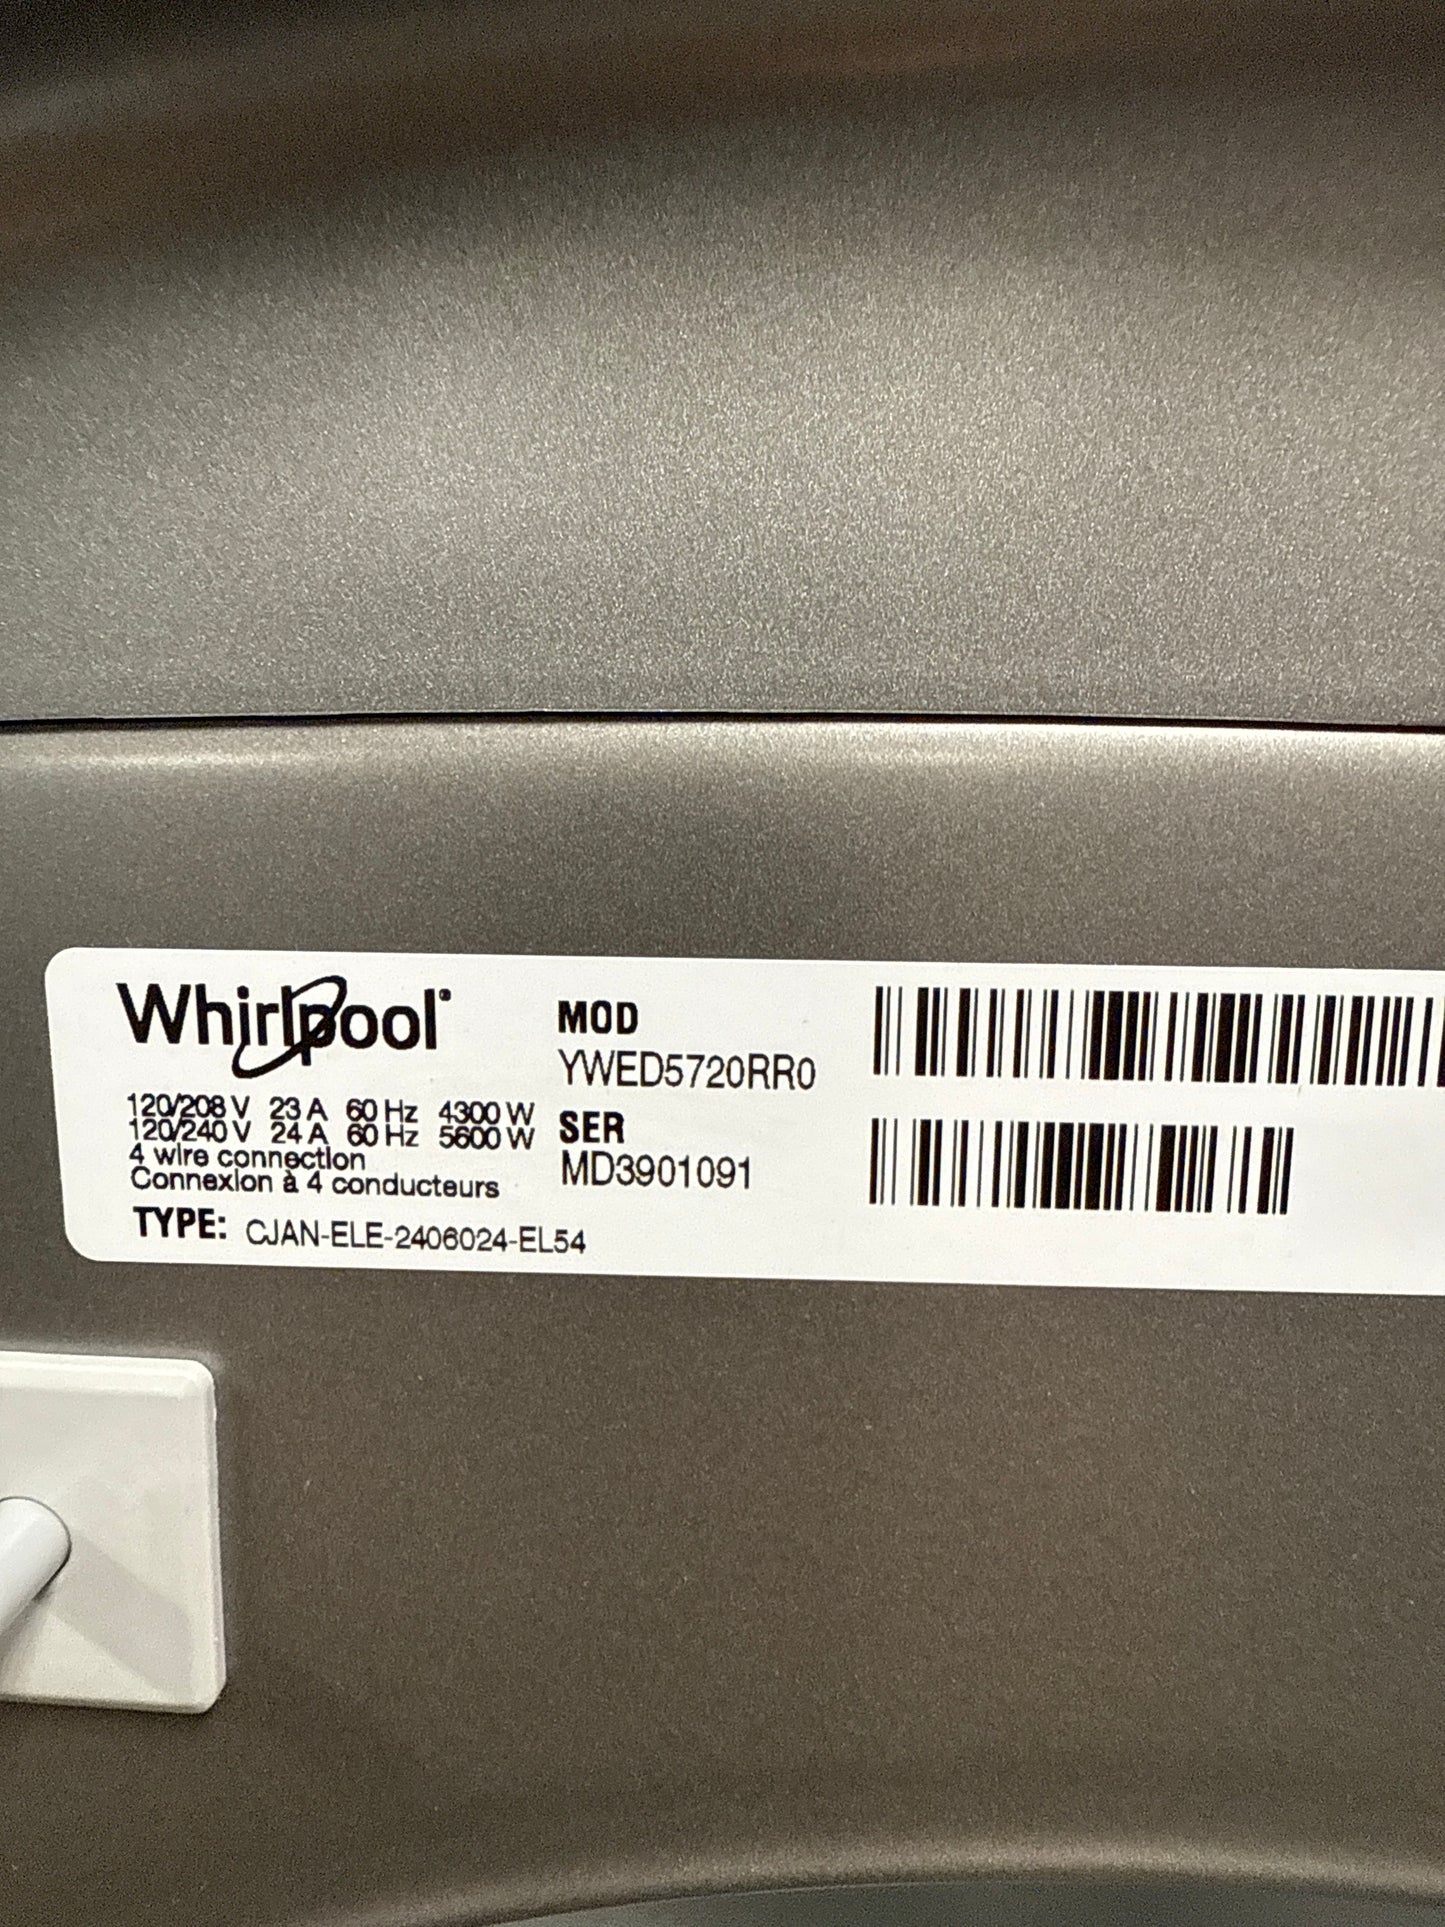 Whirlpool®
120/208 V 23 A 60 Hz 4300 W
120/240 V 24 A 60 Hz 5600 W
4 wire connection
Connexion à 4 conducteurs
TYPE: CJAN-ELE-2406024-EL54
MOD
YWED5720RR0
SER
MD3901091